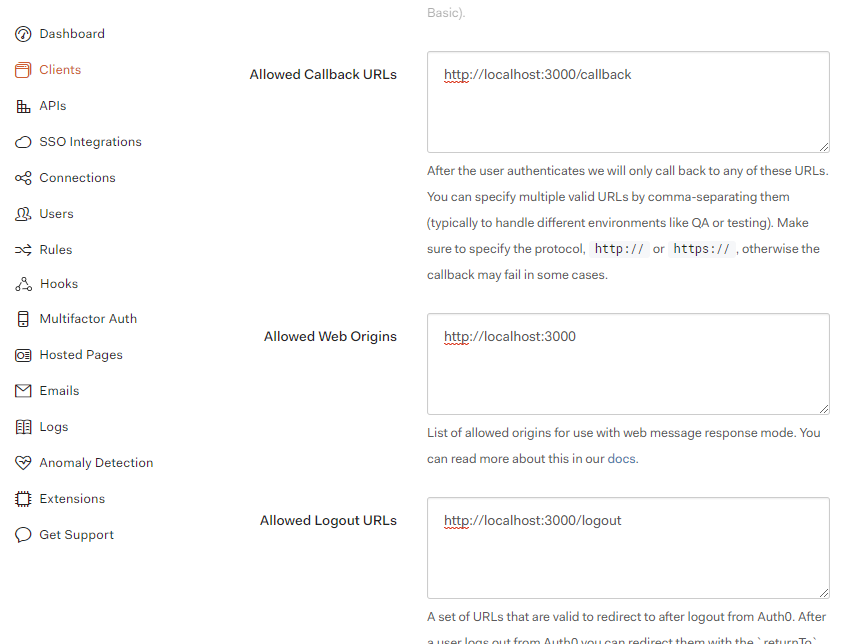 Basic).
Dashboard
Clients
APIs
SSO Integrations
Connections
Users
Rules
Hooks
Multifactor Auth
Hosted Pages
Emails
Logs
Anomaly Detection
Extensions
Get Support
Allowed Callback URLs
http://localhost:3000/callback
After the user authenticates we will only call back to any of these URLs.
You can specify multiple valid URLs by comma-separating them
(typically to handle different environments like QA or testing). Make
sure to specify the protocol, http:// or https:// , otherwise the
callback may fail in some cases.
Allowed Web Origins
http://localhost:3000
List of allowed origins for use with web message response mode. You
can read more about this in our docs.
Allowed Logout URLs
http://localhost:3000/logout
A set of URLs that are valid to redirect to after logout from Auth0. After
a user logs out from Auth0 you can redirect them with the `returnTo`